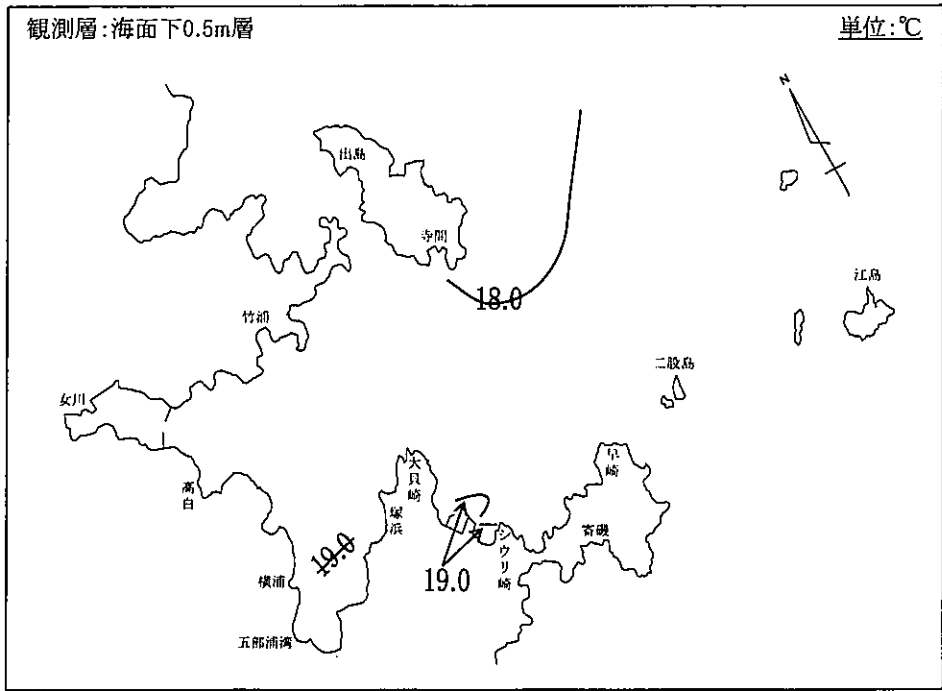 観測層:海面下0.5m層
単位:℃
N
出島
寺間
18.0
江島
竹浦
二股島
女川
高白
大貝崎
塚浜
早崎
寄磯
シウリ崎
19.0
19.0
横浦
五部浦湾